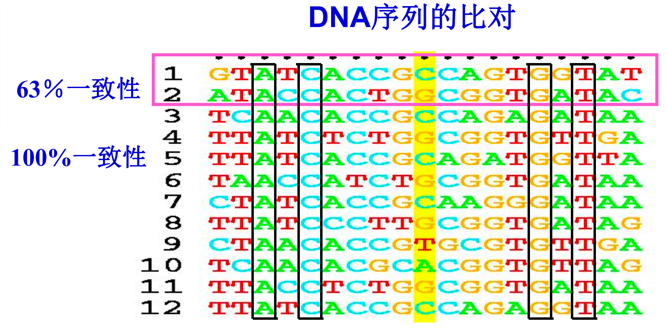 DNA序列的比对
63%一致性
100%一致性
1 GTATCACCGCCAGTGGTAT
2 ATACCACTGGCGGTGATAC
3 TCAACACCGCCAGAGATAA
4 TTATCTCTGGCGGTGTTGA
5 TTATCACCGCAGATGGTTA
6 TAACCATCTGCGGTGATAA
7 CTATCACCGCAAGGGATAA
8 TTATCCCTTGCGGTGATAG
9 CTAACACCGTGCGTGTTGA
10 TCAACACGCACGGTGTTAG
11 TTACCTCTGGCGGTGATAA
12 TTATCACCGCCAGAGGTAA